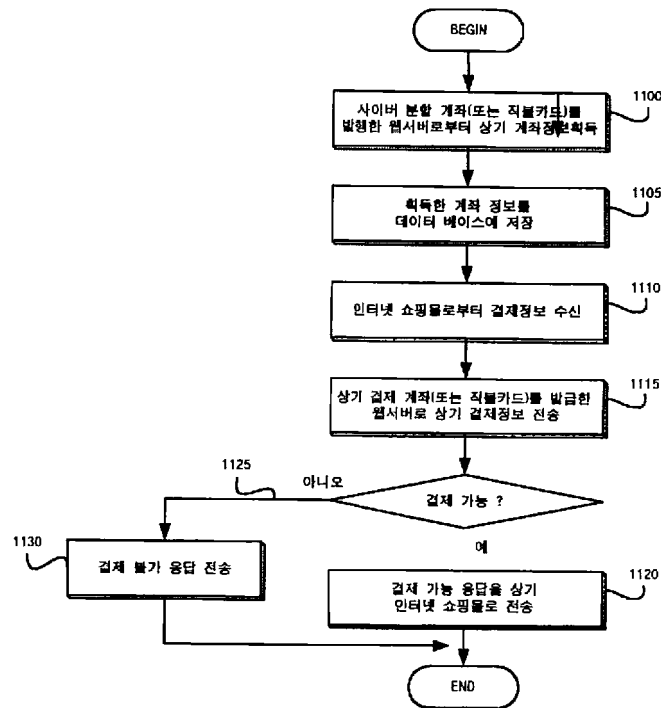 BEGIN
1100
사이버 분할 계좌(또는 직불카드)를
발행한 웹서버로부터 상기 계좌정보획득
1105
획득한 계좌 정보를
데이터 베이스에 저장
1110
인터넷 쇼핑몰로부터 결제정보 수신
1115
상기 결제 계좌(또는 직불카드)를 발급한
웹서버로 상기 결제정보 전송
1125
아니오
결제 가능 ?
1130
예
결제 불가 응답 전송
1120
결제 가능 응답을 상기
인터넷 쇼핑몰로 전송
END